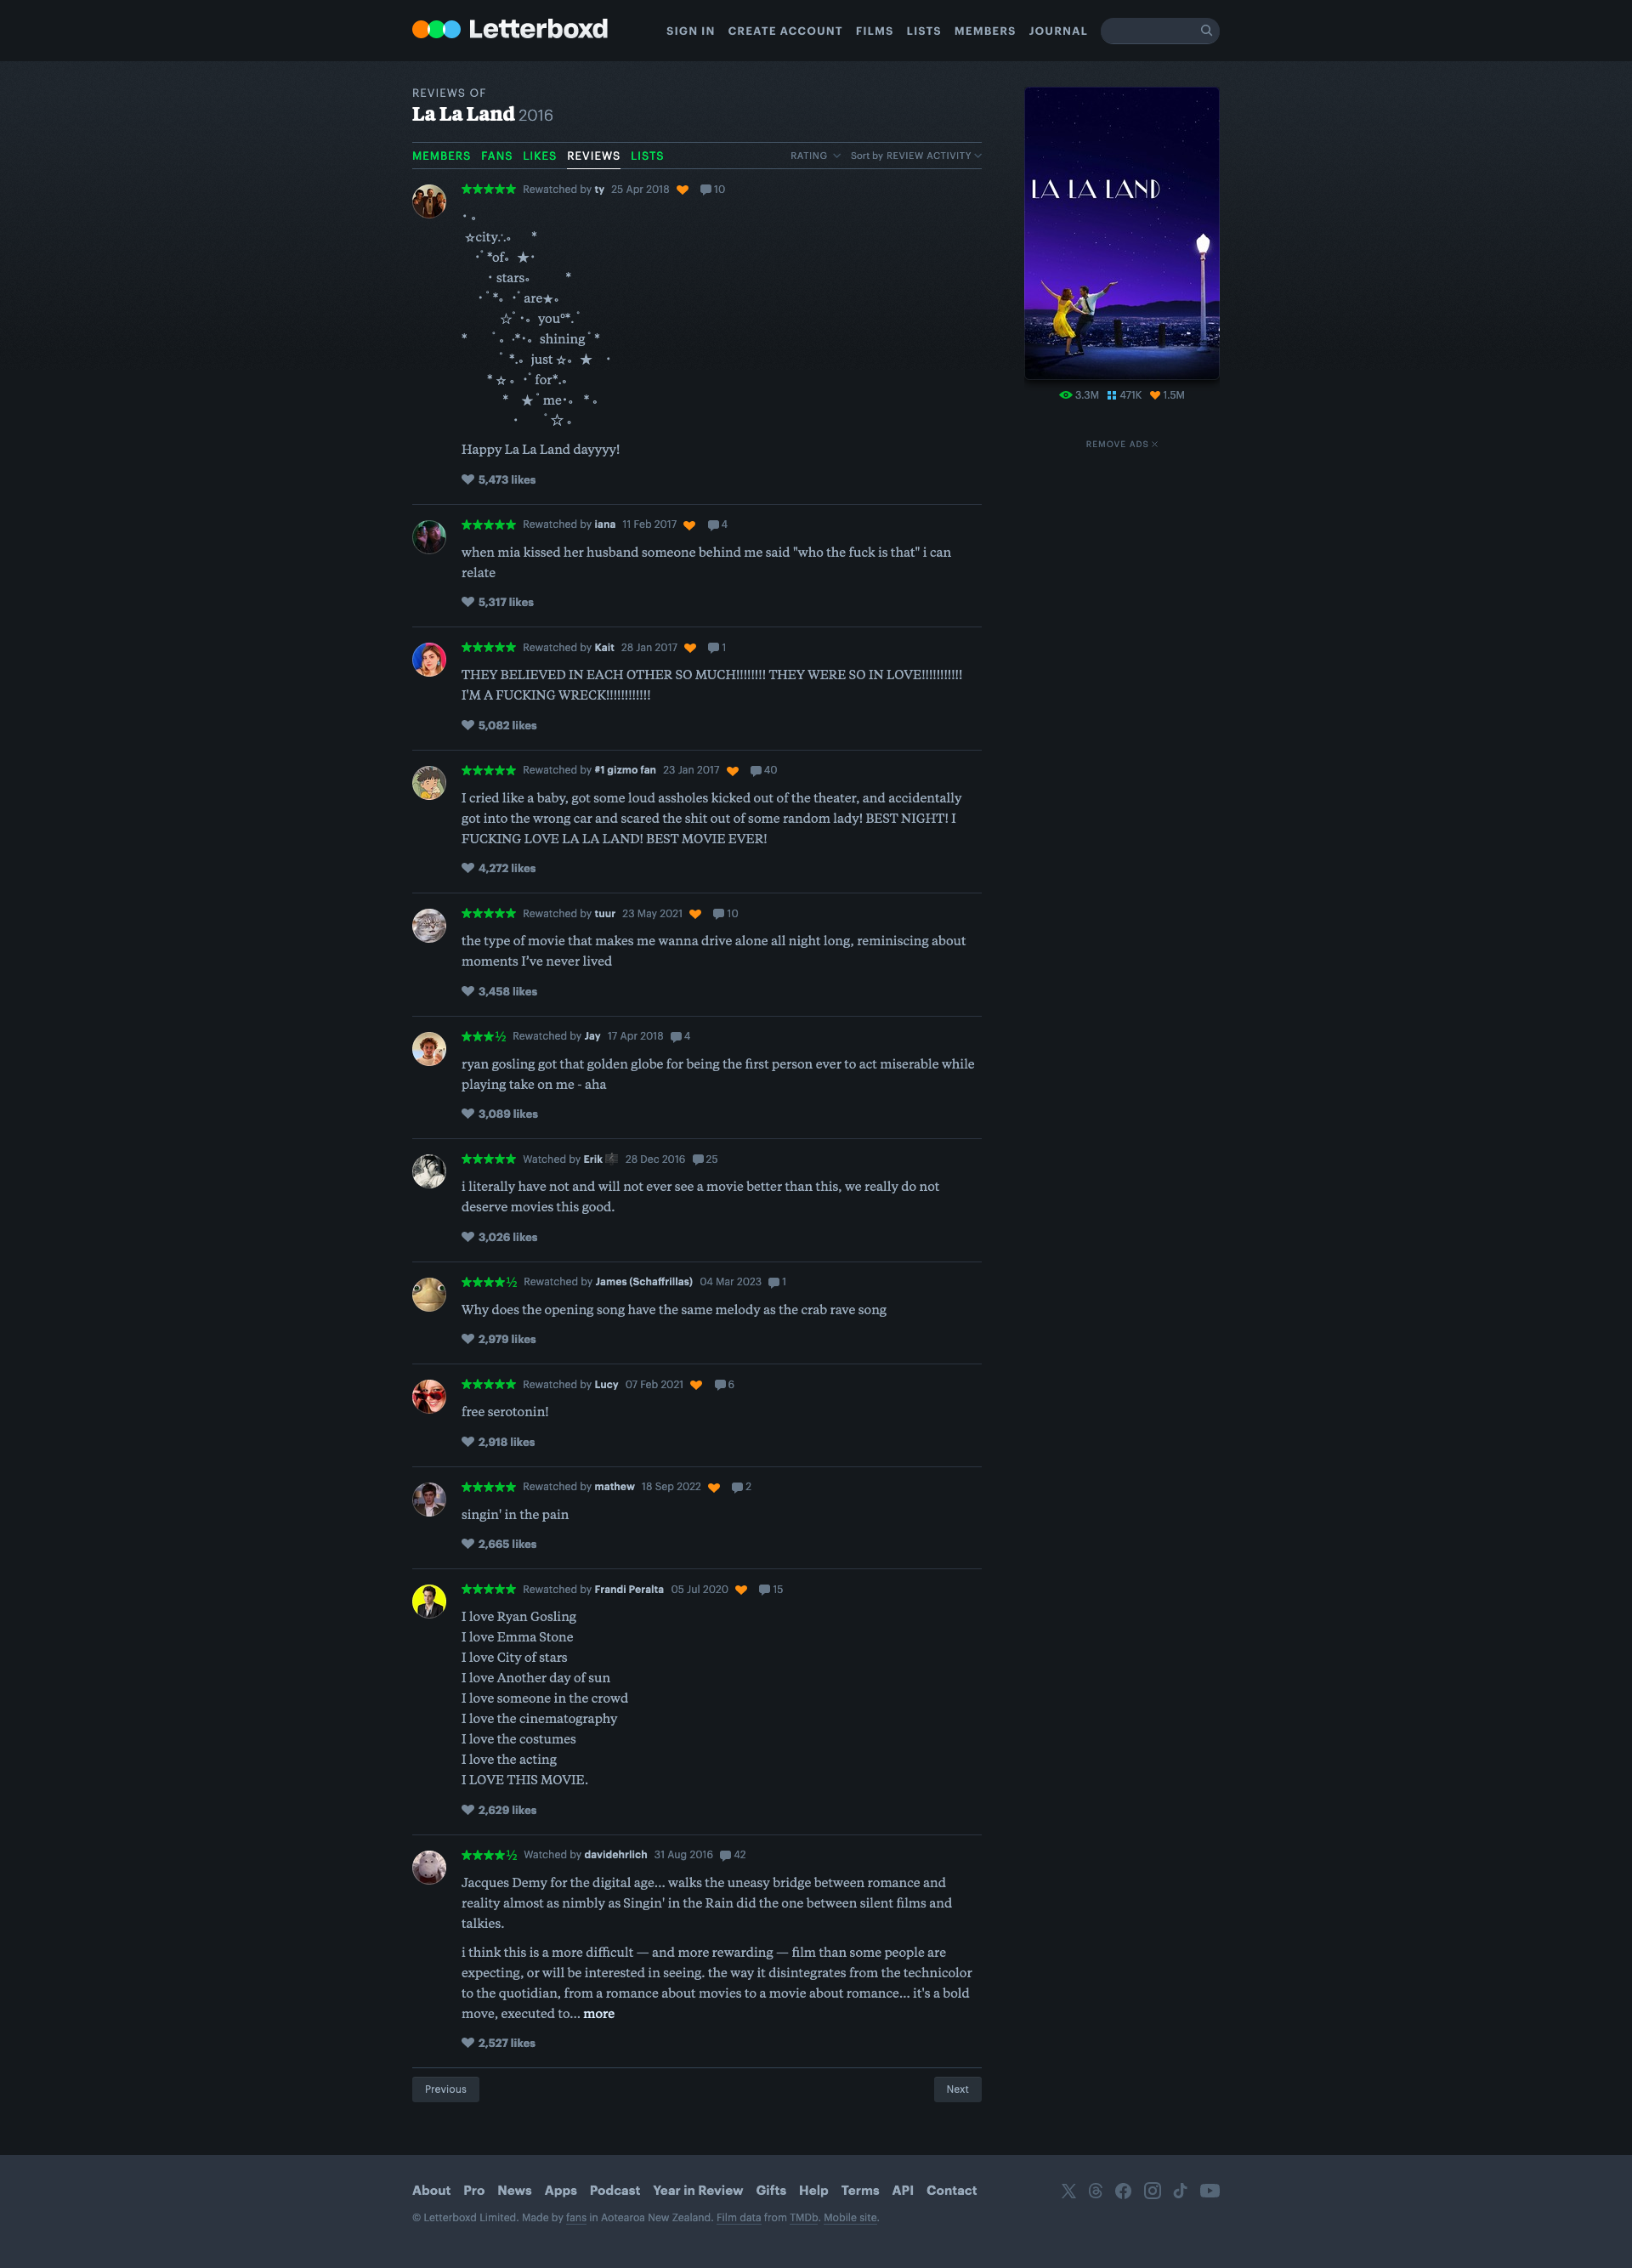 Letterboxd
SIGN IN CREATE ACCOUNT FILMS LISTS MEMBERS JOURNAL
REVIEWS OF
La La Land 2016
MEMBERS FANS LIKES REVIEWS LISTS RATING Sort by REVIEW ACTIVITY
LA LA LAND
3.3M 471K 1.5M
REMOVE ADS ×
★★★★★ Rewatched by ty 25 Apr 2018 10
･ ｡
☆city∴｡　 *
･ﾟ*of｡ ★･
･ stars｡　　 *
･ ﾟ*｡ ･ﾟare★｡
☆ﾟ･｡ you°*. ﾟ
*　 ﾟ｡ ·*･｡ shiningﾟ*
ﾟ *.｡ just ☆｡ ★　･
* ☆ ｡ ･ﾟfor*.｡
*　★ ﾟme･｡ * ｡
･　 ﾟ☆ ｡
Happy La La Land dayyyy!
5,473 likes
★★★★★ Rewatched by iana 11 Feb 2017 4
when mia kissed her husband someone behind me said "who the fuck is that" i can
relate
5,317 likes
★★★★★ Rewatched by Kait 28 Jan 2017 1
THEY BELIEVED IN EACH OTHER SO MUCH!!!!!!!! THEY WERE SO IN LOVE!!!!!!!!!!!
I'M A FUCKING WRECK!!!!!!!!!!!!
5,082 likes
★★★★★ Rewatched by #1 gizmo fan 23 Jan 2017 40
I cried like a baby, got some loud assholes kicked out of the theater, and accidentally
got into the wrong car and scared the shit out of some random lady! BEST NIGHT! I
FUCKING LOVE LA LA LAND! BEST MOVIE EVER!
4,272 likes
★★★★★ Rewatched by tuur 23 May 2021 10
the type of movie that makes me wanna drive alone all night long, reminiscing about
moments I've never lived
3,458 likes
★★★½ Rewatched by Jay 17 Apr 2018 4
ryan gosling got that golden globe for being the first person ever to act miserable while
playing take on me - aha
3,089 likes
★★★★★ Watched by Erik 28 Dec 2016 25
i literally have not and will not ever see a movie better than this, we really do not
deserve movies this good.
3,026 likes
★★★★½ Rewatched by James (Schaffrillas) 04 Mar 2023 1
Why does the opening song have the same melody as the crab rave song
2,979 likes
★★★★★ Rewatched by Lucy 07 Feb 2021 6
free serotonin!
2,918 likes
★★★★★ Rewatched by mathew 18 Sep 2022 2
singin' in the pain
2,665 likes
★★★★★ Rewatched by Frandi Peralta 05 Jul 2020 15
I love Ryan Gosling
I love Emma Stone
I love City of stars
I love Another day of sun
I love someone in the crowd
I love the cinematography
I love the costumes
I love the acting
I LOVE THIS MOVIE.
2,629 likes
★★★★½ Watched by davidehrlich 31 Aug 2016 42
Jacques Demy for the digital age... walks the uneasy bridge between romance and
reality almost as nimbly as Singin' in the Rain did the one between silent films and
talkies.
i think this is a more difficult — and more rewarding — film than some people are
expecting, or will be interested in seeing. the way it disintegrates from the technicolor
to the quotidian, from a romance about movies to a movie about romance... it's a bold
move, executed to... more
2,527 likes
Previous Next
About Pro News Apps Podcast Year in Review Gifts Help Terms API Contact
© Letterboxd Limited. Made by fans in Aotearoa New Zealand. Film data from TMDb. Mobile site.